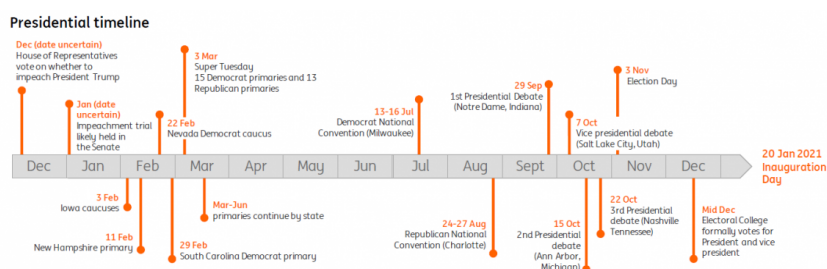 Presidential timeline
Dec (date uncertain)
House of Representatives
vote on whether to
impeach President Trump
Jan (date
uncertain)
Impeachment trial
likely held in
the Senate
22 Feb
Nevada Democrat caucus
3 Mar
Super Tuesday
15 Democrat primaries and 13
Republican primaries
13-16 Jul
Democrat National
Convention (Milwaukee)
29 Sep
1st Presidential Debate
(Notre Dame, Indiana)
7 Oct
Vice presidential debate
(Salt Lake City, Utah)
3 Nov
Election Day
Dec Jan Feb Mar Apr May Jun Jul Aug Sept Oct Nov Dec
20 Jan 2021
Inauguration
Day
3 Feb
Iowa caucuses
11 Feb
New Hampshire primary
29 Feb
South Carolina Democrat primary
Mar-Jun
primaries continue by state
24-27 Aug
Republican National
Convention (Charlotte)
15 Oct
2nd Presidential
debate
(Ann Arbor,
Michigan)
22 Oct
3rd Presidential
debate (Nashville
Tennessee)
Mid Dec
Electoral College
formally votes for
President and vice
president